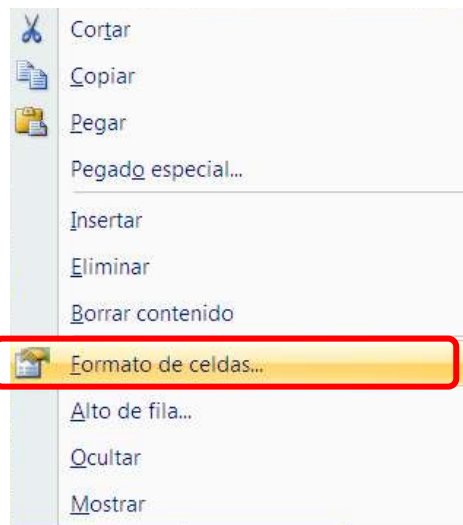 Cortar
Copiar
Pegar
Pegado especial...
Insertar
Eliminar
Borrar contenido
Formato de celdas...
Alto de fila...
Ocultar
Mostrar